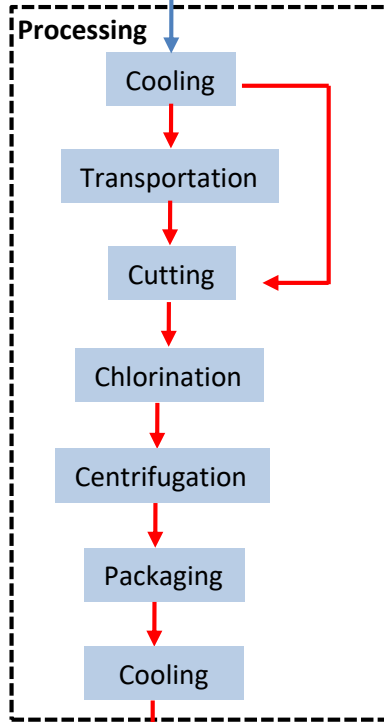 Processing
Cooling
Transportation
Cutting
Chlorination
Centrifugation
Packaging
Cooling